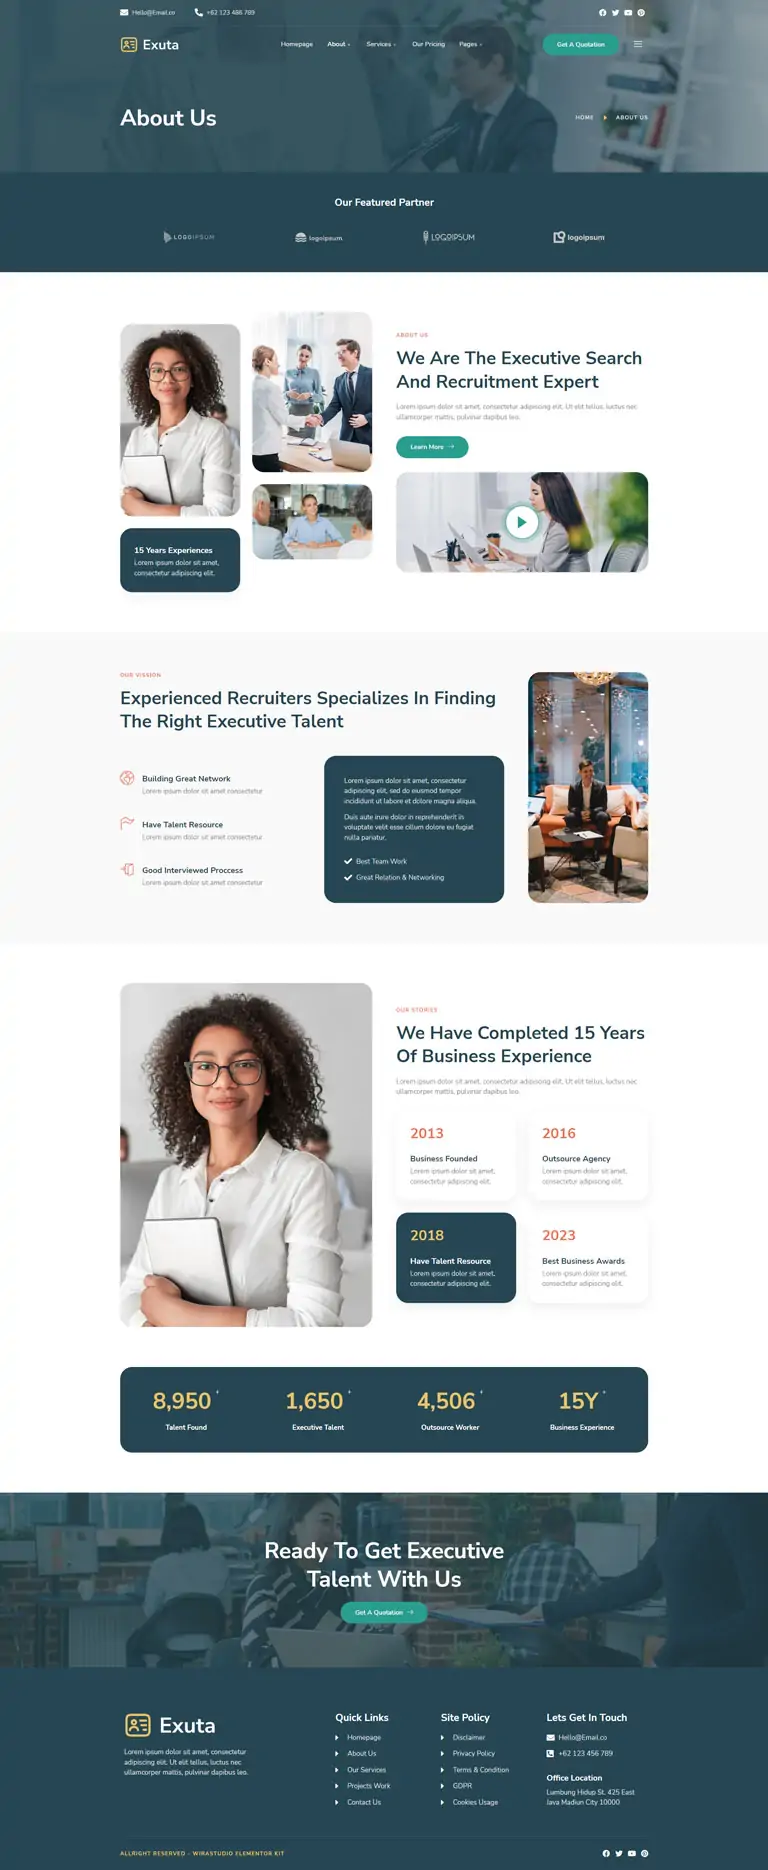 Hello@Email.co
+62 123 456 789
Exuta
Homepage
About
Services
Our Pricing
Pages
Get A Quotation
About Us
HOME
ABOUT US
Our Featured Partner
LOGOIPSUM
logoipsum
LOGOIPSUM
logoipsum
ABOUT US
We Are The Executive Search
And Recruitment Expert
Lorem ipsum dolor sit amet, consectetur adipiscing elit. Ut elit tellus, luctus nec
ullamcorper mattis, pulvinar dapibus leo.
Learn More
15 Years Experiences
Lorem ipsum dolor sit amet,
consectetur adipiscing elit.
OUR VISSION
Experienced Recruiters Specializes In Finding
The Right Executive Talent
Building Great Network
Lorem ipsum dolor sit amet consectetur
Have Talent Resource
Lorem ipsum dolor sit amet consectetur
Good Interviewed Proccess
Lorem ipsum dolor sit amet consectetur
Lorem ipsum dolor sit amet, consectetur
adipiscing elit, sed do eiusmod tempor
incididunt ut labore et dolore magna aliqua.
Duis aute irure dolor in reprehenderit in
voluptate velit esse cillum dolore eu fugiat
nulla pariatur.
Best Team Work
Great Relation & Networking
OUR STORIES
We Have Completed 15 Years
Of Business Experience
Lorem ipsum dolor sit amet, consectetur adipiscing elit. Ut elit tellus, luctus nec
ullamcorper mattis, pulvinar dapibus leo.
2013
Business Founded
Lorem ipsum dolor sit amet,
consectetur adipiscing elit.
2016
Outsource Agency
Lorem ipsum dolor sit amet,
consectetur adipiscing elit.
2018
Have Talent Resource
Lorem ipsum dolor sit amet,
consectetur adipiscing elit.
2023
Best Business Awards
Lorem ipsum dolor sit amet,
consectetur adipiscing elit.
8,950 +
Talent Found
1,650 +
Executive Talent
4,506 +
Outsource Worker
15Y +
Business Experience
Ready To Get Executive
Talent With Us
Get A Quotation
Exuta
Lorem ipsum dolor sit amet, consectetur
adipiscing elit. Ut elit tellus, luctus nec
ullamcorper mattis, pulvinar dapibus leo.
Quick Links
Homepage
About Us
Our Services
Projects Work
Contact Us
Site Policy
Disclaimer
Privacy Policy
Terms & Condition
GDPR
Cookies Usage
Lets Get In Touch
Hello@Email.co
+62 123 456 789
Office Location
Lumbung Hidup St. 425 East
Java Madiun City 10000
ALLRIGHT RESERVED - WIRASTUDIO ELEMENTOR KIT